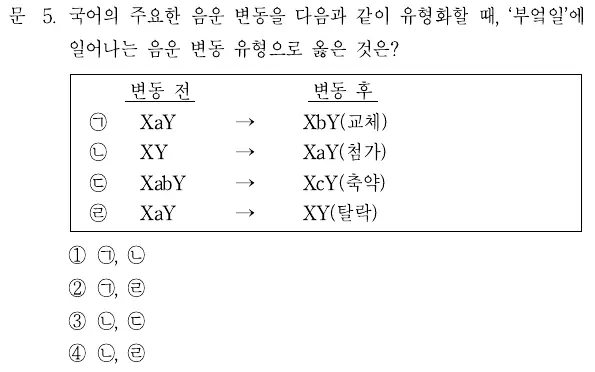 문 5. 국어의 주요한 음운 변동을 다음과 같이 유형화할 때, ‘부엌일’에
일어나는 음운 변동 유형으로 옳은 것은?
변동 전 변동 후
㉠ XaY → XbY(교체)
㉡ XY → XaY(첨가)
㉢ XabY → XcY(축약)
㉣ XaY → XY(탈락)
① ㉠, ㉡
② ㉠, ㉣
③ ㉡, ㉢
④ ㉡, ㉣